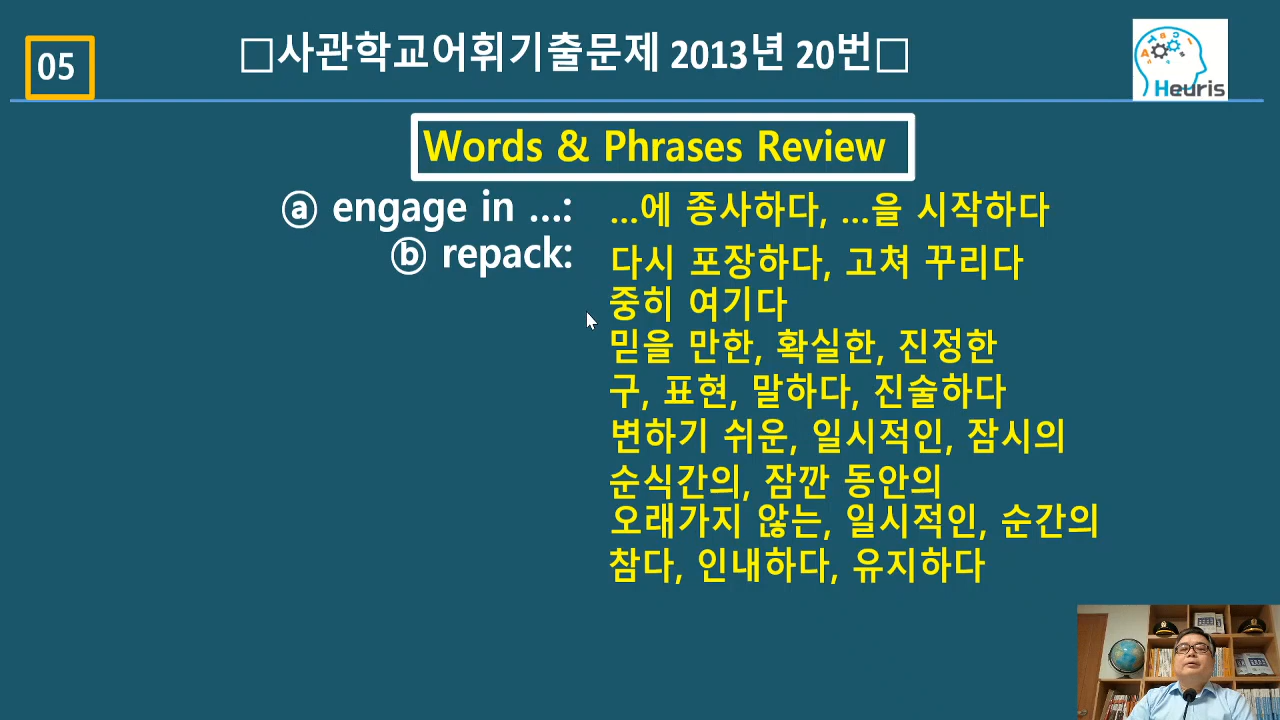 05
□사관학교어휘기출문제 2013년 20번□
Heuris
Words & Phrases Review
ⓐ engage in ...: ...에 종사하다, ...을 시작하다
ⓑ repack: 다시 포장하다, 고쳐 꾸리다
중히 여기다
믿을 만한, 확실한, 진정한
구, 표현, 말하다, 진술하다
변하기 쉬운, 일시적인, 잠시의
순식간의, 잠깐 동안의
오래가지 않는, 일시적인, 순간의
참다, 인내하다, 유지하다